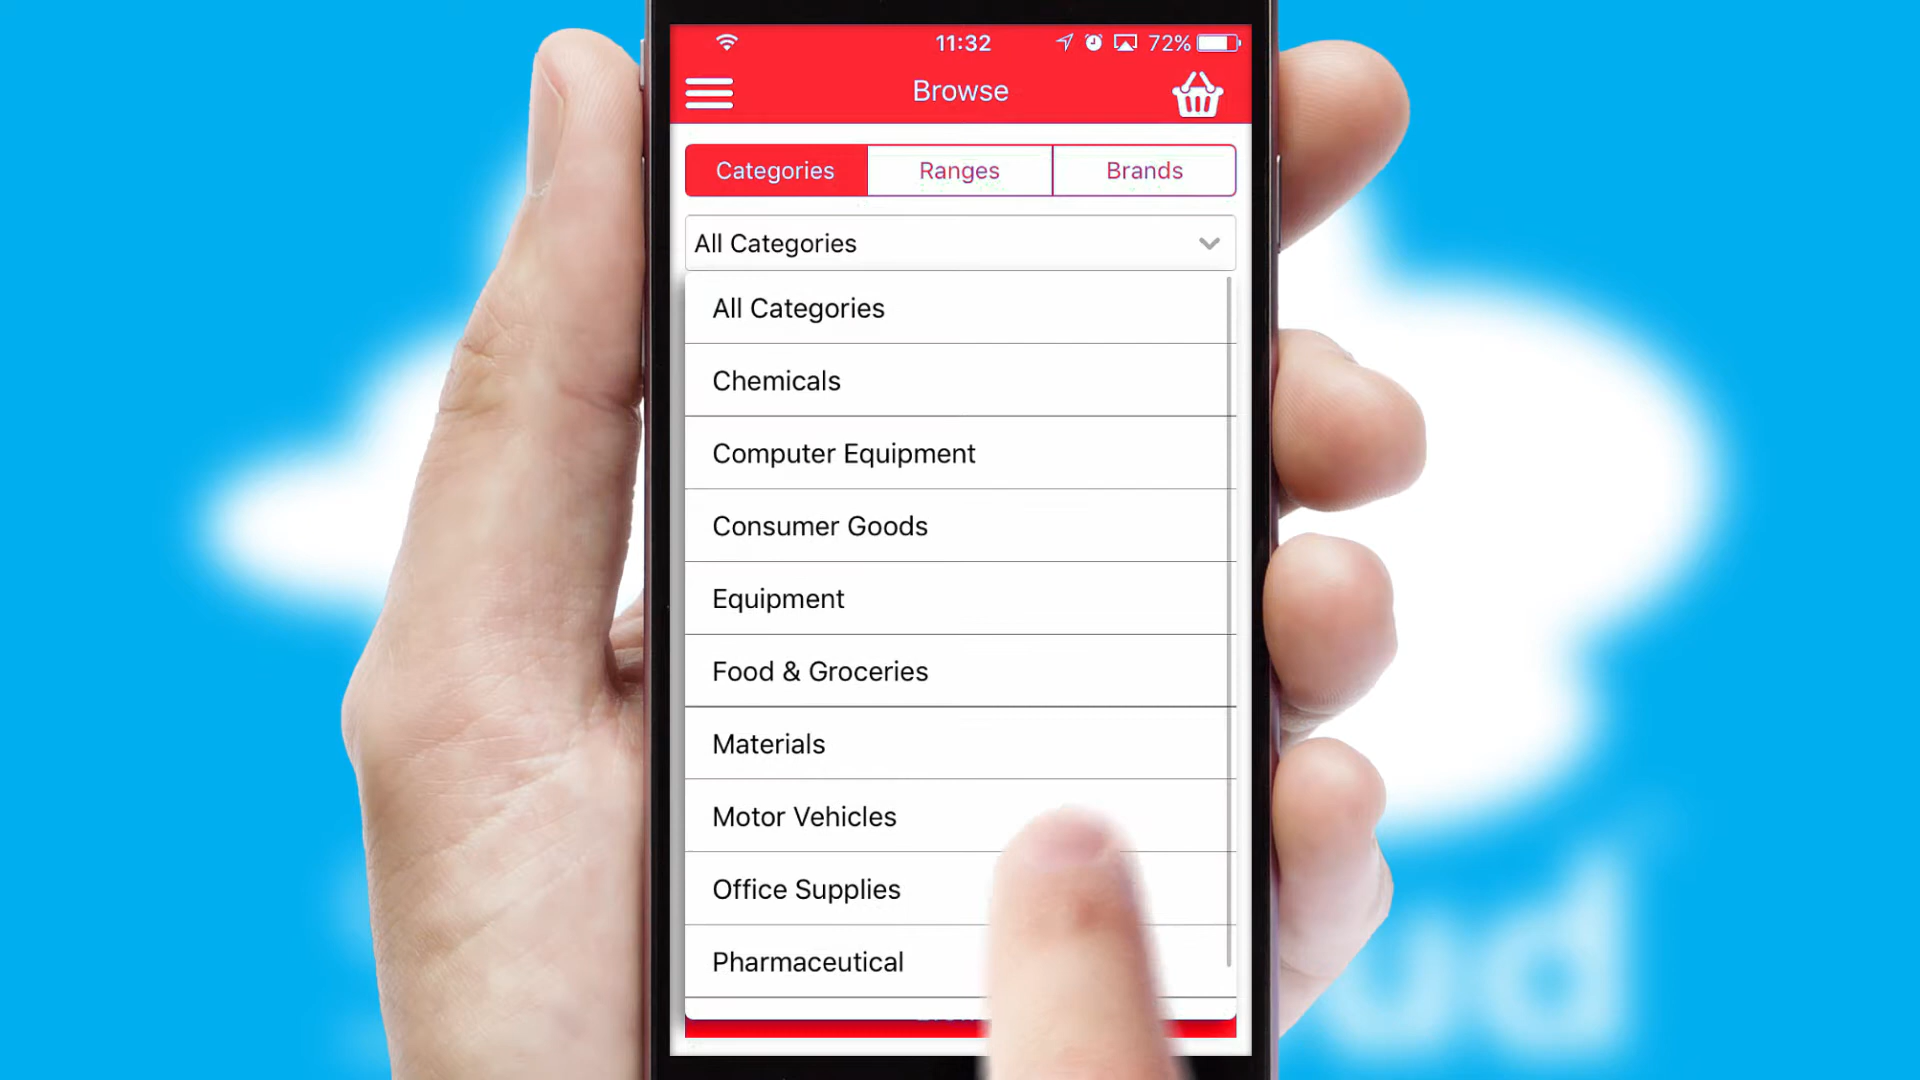 11:32
72%
Browse
Categories
Ranges
Brands
All Categories
All Categories
Chemicals
Computer Equipment
Consumer Goods
Equipment
Food & Groceries
Materials
Motor Vehicles
Office Supplies
Pharmaceutical